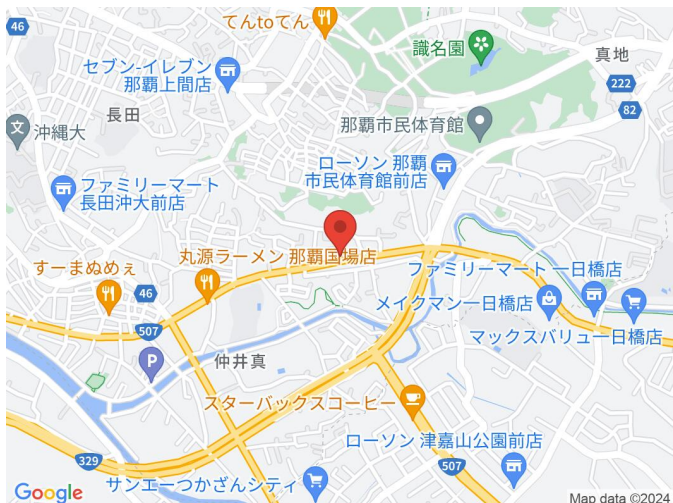 46
てんtoてん
識名園
真地
セブン-イレブン
那覇上間店
222
長田
330
82
沖縄大
那覇市民体育館
ローソン 那覇
市民体育館前店
ファミリーマート
長田沖大前店
丸源ラーメン 那覇国場店
すーまぬめぇ
ファミリーマート 一日橋店
46
メイクマン一日橋店
507
マックスバリュ一日橋店
P
仲井真
スターバックスコーヒー
ローソン 津嘉山公園前店
329
507
サンエーつかざんシティ
Google
Map data ©2024